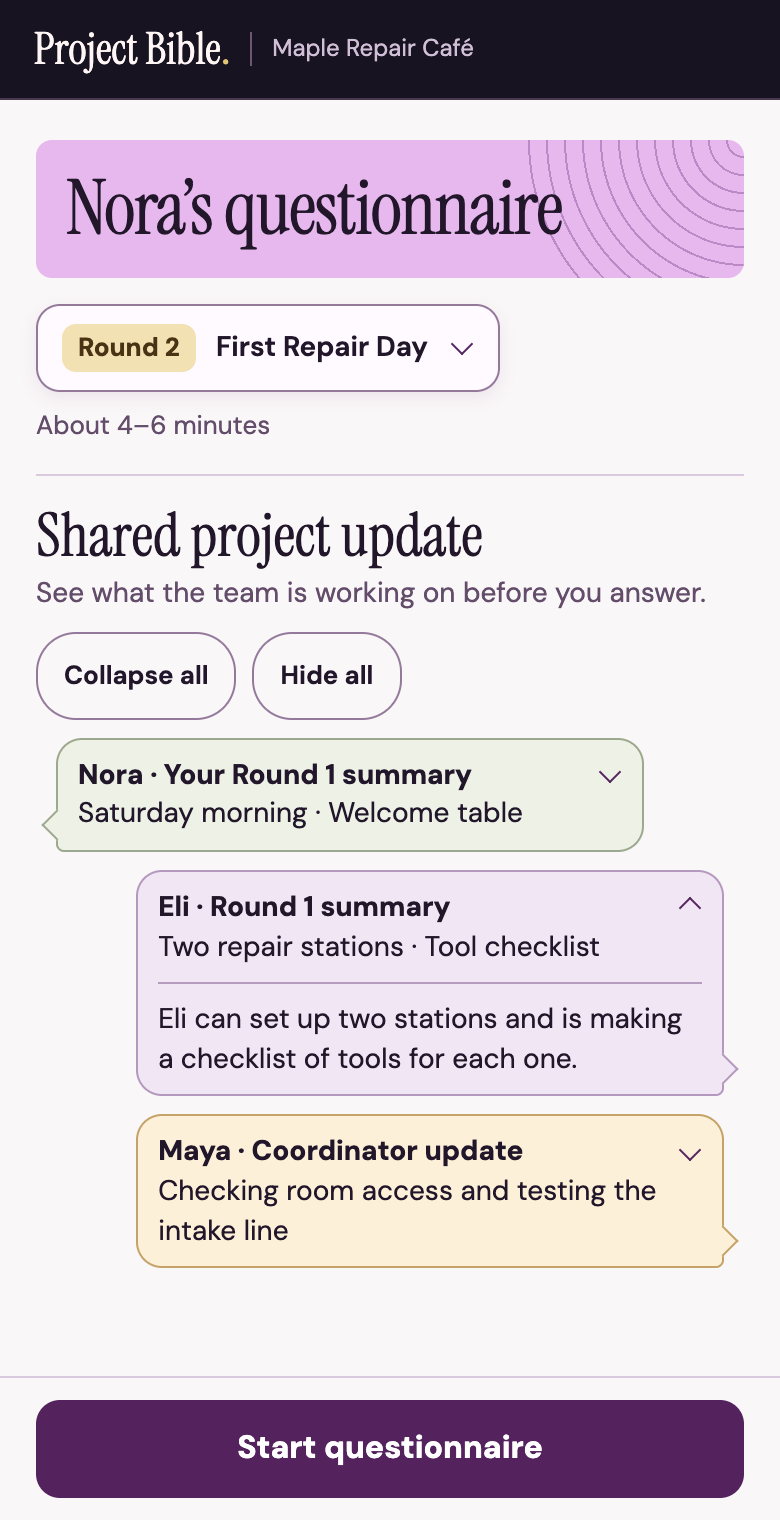 Project Bible. | Maple Repair Café
Nora’s questionnaire
Round 2 First Repair Day
About 4–6 minutes
Shared project update
See what the team is working on before you answer.
Collapse all Hide all
Nora · Your Round 1 summary
Saturday morning · Welcome table
Eli · Round 1 summary
Two repair stations · Tool checklist
Eli can set up two stations and is making
a checklist of tools for each one.
Maya · Coordinator update
Checking room access and testing the
intake line
Start questionnaire